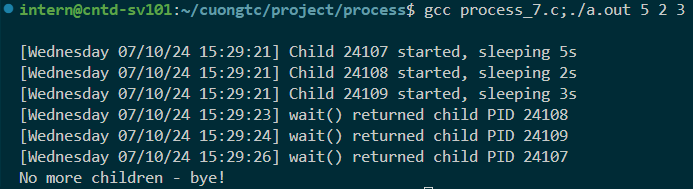 intern@cntd-sv101:~/cuongtc/project/process$ gcc process_7.c;./a.out 5 2 3
[Wednesday 07/10/24 15:29:21] Child 24107 started, sleeping 5s
[Wednesday 07/10/24 15:29:21] Child 24108 started, sleeping 2s
[Wednesday 07/10/24 15:29:21] Child 24109 started, sleeping 3s
[Wednesday 07/10/24 15:29:23] wait() returned child PID 24108
[Wednesday 07/10/24 15:29:24] wait() returned child PID 24109
[Wednesday 07/10/24 15:29:26] wait() returned child PID 24107
No more children - bye!